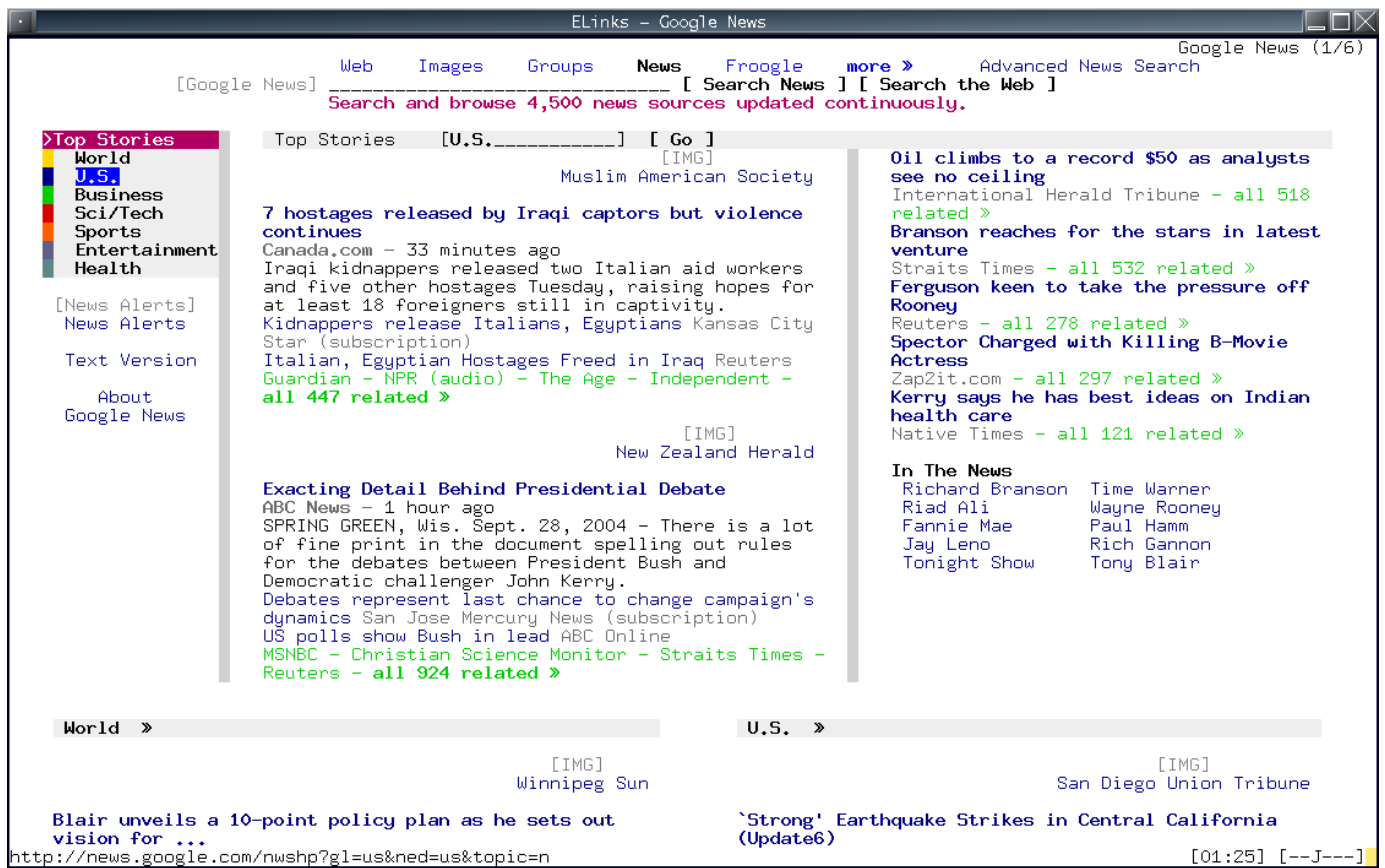 ELinks - Google News
Google News (1/6)
Web Images Groups News Froogle more » Advanced News Search
[Google News] _______________________________ [ Search News ] [ Search the Web ]
Search and browse 4,500 news sources updated continuously.
>Top Stories
World
U.S.
Business
Sci/Tech
Sports
Entertainment
Health
[News Alerts]
News Alerts
Text Version
About
Google News
Top Stories [U.S.___________] [ Go ]
[IMG]
Muslim American Society
7 hostages released by Iraqi captors but violence
continues
Canada.com - 33 minutes ago
Iraqi kidnappers released two Italian aid workers
and five other hostages Tuesday, raising hopes for
at least 18 foreigners still in captivity.
Kidnappers release Italians, Egyptians Kansas City
Star (subscription)
Italian, Egyptian Hostages Freed in Iraq Reuters
Guardian - NPR (audio) - The Age - Independent -
all 447 related »
[IMG]
New Zealand Herald
Exacting Detail Behind Presidential Debate
ABC News - 1 hour ago
SPRING GREEN, Wis. Sept. 28, 2004 - There is a lot
of fine print in the document spelling out rules
for the debates between President Bush and
Democratic challenger John Kerry.
Debates represent last chance to change campaign's
dynamics San Jose Mercury News (subscription)
US polls show Bush in lead ABC Online
MSNBC - Christian Science Monitor - Straits Times -
Reuters - all 924 related »
Oil climbs to a record $50 as analysts
see no ceiling
International Herald Tribune - all 518
related »
Branson reaches for the stars in latest
venture
Straits Times - all 532 related »
Ferguson keen to take the pressure off
Rooney
Reuters - all 278 related »
Spector Charged with Killing B-Movie
Actress
Zap2it.com - all 297 related »
Kerry says he has best ideas on Indian
health care
Native Times - all 121 related »
In The News
Richard Branson Time Warner
Riad Ali Wayne Rooney
Fannie Mae Paul Hamm
Jay Leno Rich Gannon
Tonight Show Tony Blair
World »
[IMG]
Winnipeg Sun
Blair unveils a 10-point policy plan as he sets out
vision for ...
U.S. »
[IMG]
San Diego Union Tribune
`Strong' Earthquake Strikes in Central California
(Update6)
http://news.google.com/nwshp?gl=us&ned=us&topic=n [01:25] [--J---]